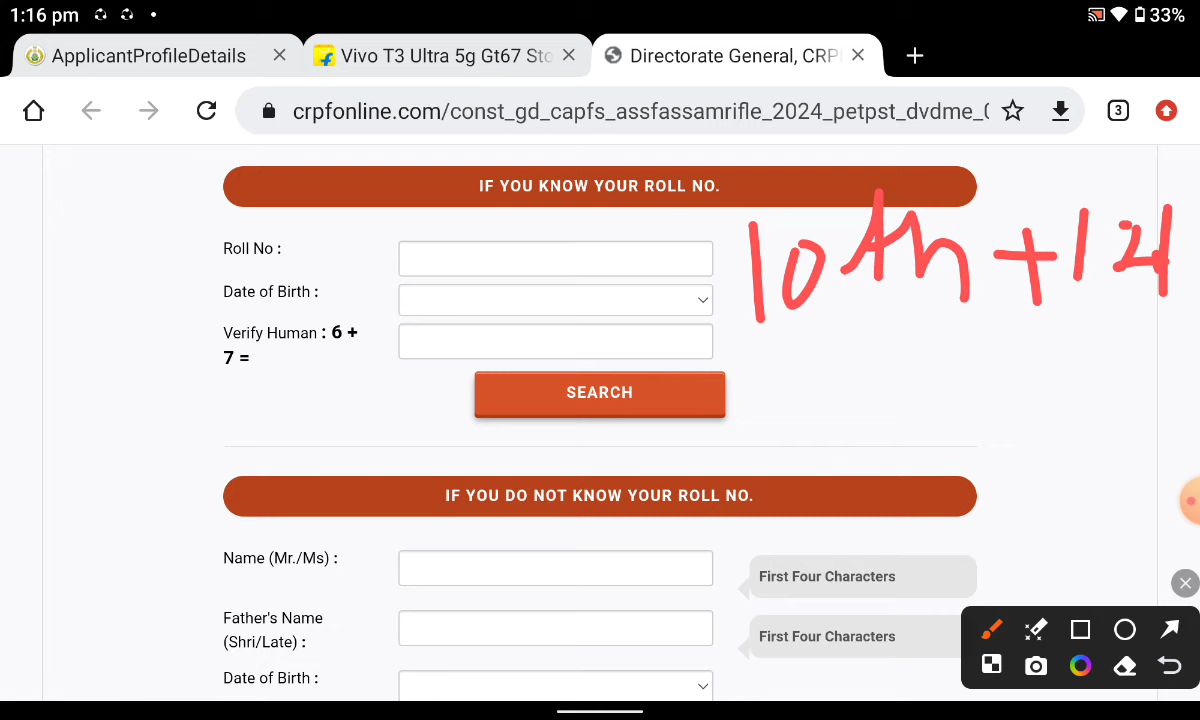 1:16 pm 33%
ApplicantProfileDetails Vivo T3 Ultra 5g Gt67 Sto Directorate General, CRP
crpfonline.com/const_gd_capfs_assfassamrifle_2024_petpst_dvdme_( 3
IF YOU KNOW YOUR ROLL NO.
10th + 12
Roll No :
Date of Birth :
Verify Human : 6 +
7 =
SEARCH
IF YOU DO NOT KNOW YOUR ROLL NO.
Name (Mr./Ms) :
First Four Characters
Father's Name
(Shri/Late) :
First Four Characters
Date of Birth :